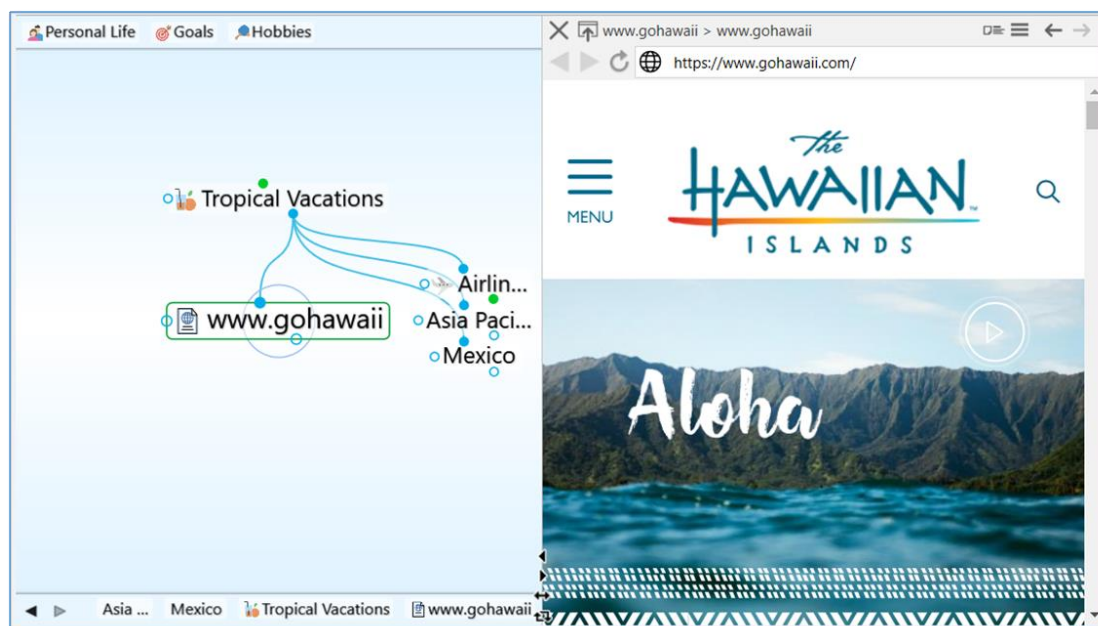 Personal Life Goals Hobbies
Tropical Vacations
Airlin...
www.gohawaii
Asia Paci...
Mexico
Asia ... Mexico Tropical Vacations www.gohawaii
www.gohawaii > www.gohawaii
https://www.gohawaii.com/
MENU
The
HAWAIIAN
ISLANDS
Aloha